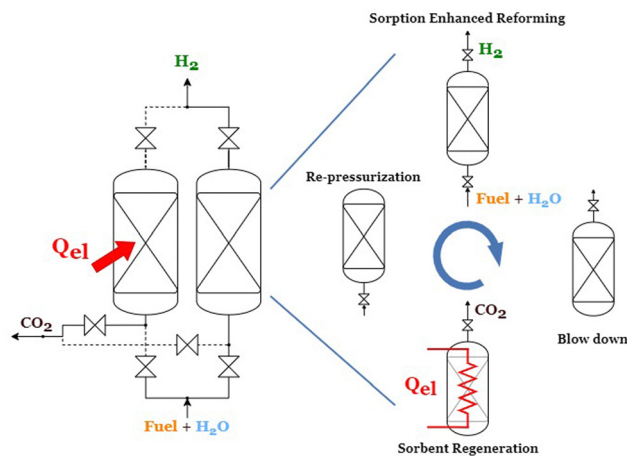 Sorption Enhanced Reforming
H₂
H₂
Re-pressurization
Fuel + H₂O
Qel
CO₂
CO₂
Blow down
Qel
Fuel + H₂O
Sorbent Regeneration